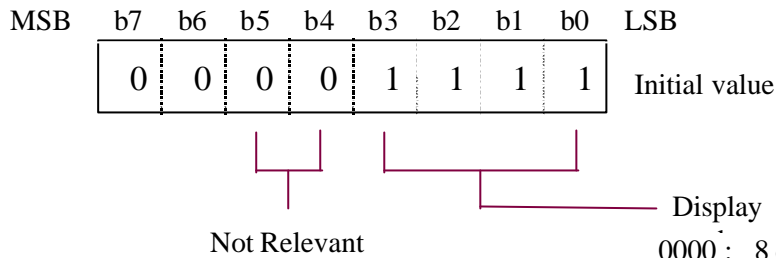 MSB b7 b6 b5 b4 b3 b2 b1 b0 LSB
0 0 0 0 1 1 1 1 Initial value
Display
Not Relevant
0000 : 8